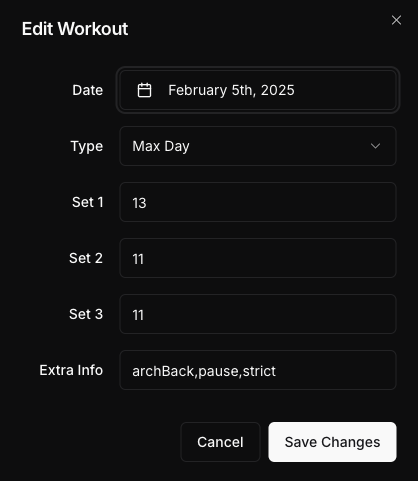 Edit Workout
Date February 5th, 2025
Type Max Day
Set 1 13
Set 2 11
Set 3 11
Extra Info archBack,pause,strict
Cancel Save Changes